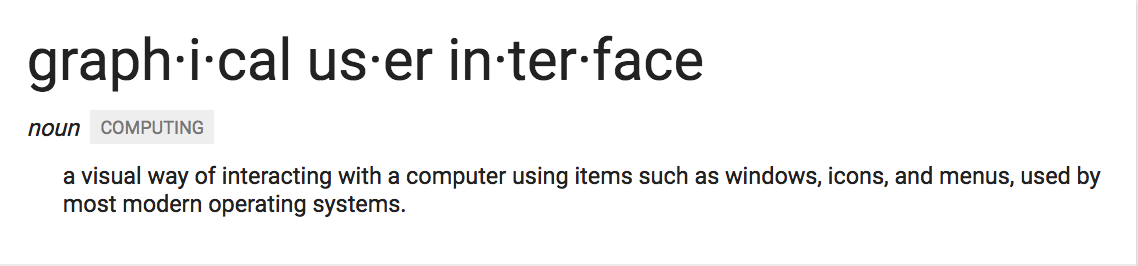 graph·i·cal us·er in·ter·face
noun COMPUTING
a visual way of interacting with a computer using items such as windows, icons, and menus, used by
most modern operating systems.